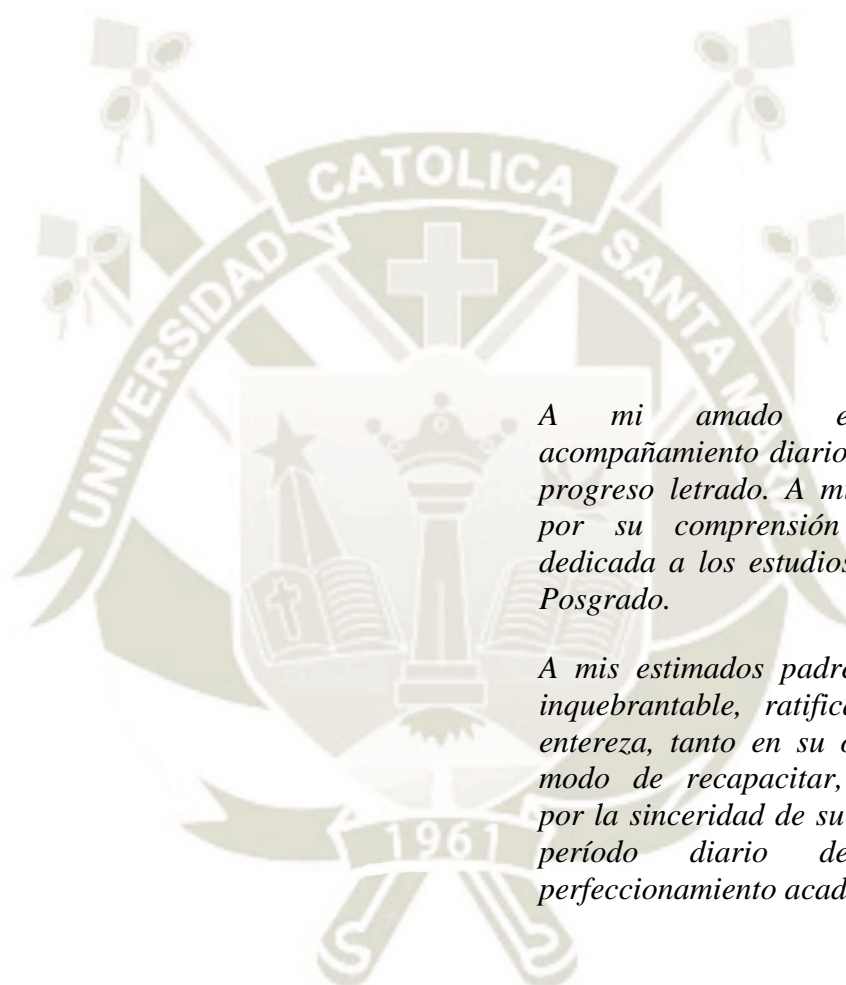 UNIVERSIDAD CATOLICA SANTA MARIA
A mi amado e
acompañamiento diario
progreso letrado. A m
por su comprensión
dedicada a los estudios
Posgrado.
A mis estimados padre
inquebrantable, ratific
entereza, tanto en su
modo de recapacitar,
por la sinceridad de su
período diario de
perfeccionamiento acad
1961